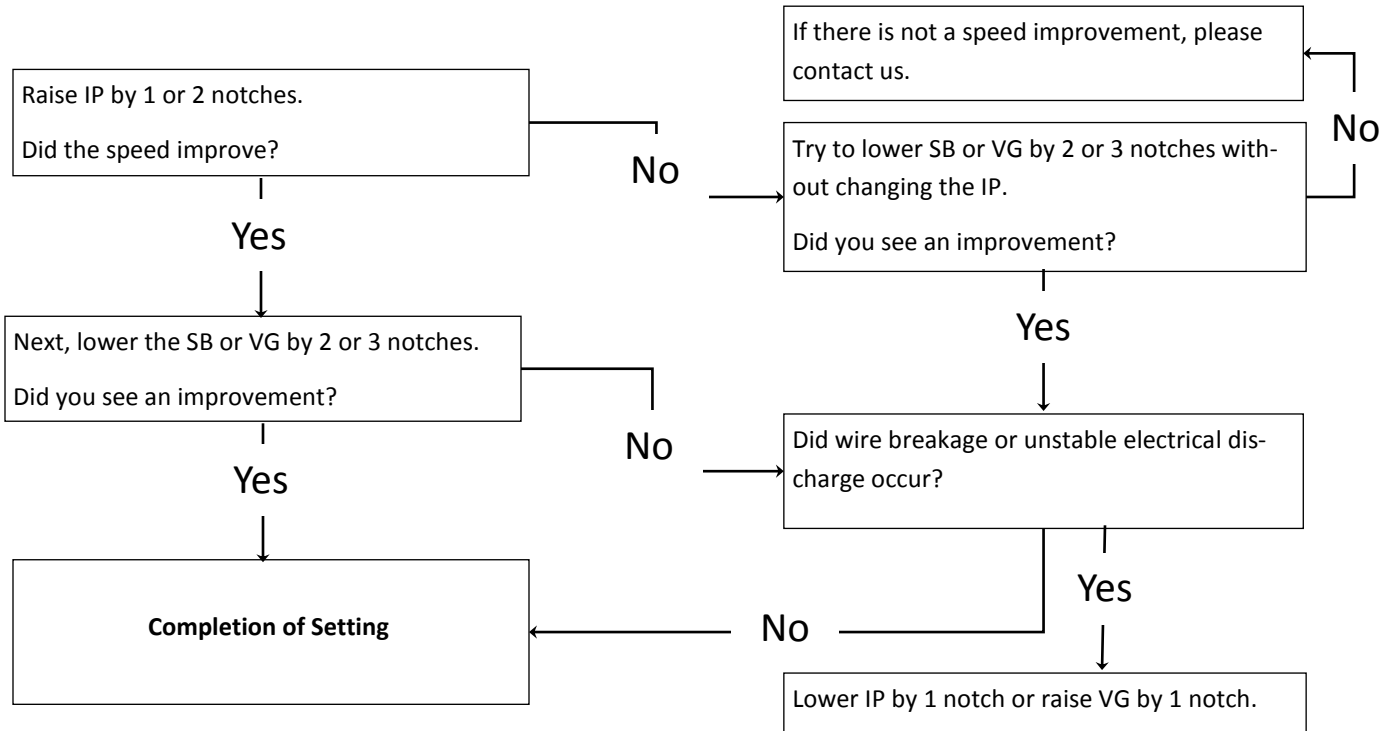 If there is not a speed improvement, please
contact us.
Raise IP by 1 or 2 notches.
Did the speed improve?
No
No
Try to lower SB or VG by 2 or 3 notches with-
out changing the IP.
Did you see an improvement?
Yes
Yes
Next, lower the SB or VG by 2 or 3 notches.
Did you see an improvement?
No
Did wire breakage or unstable electrical dis-
charge occur?
Yes
Yes
No
Completion of Setting
Lower IP by 1 notch or raise VG by 1 notch.